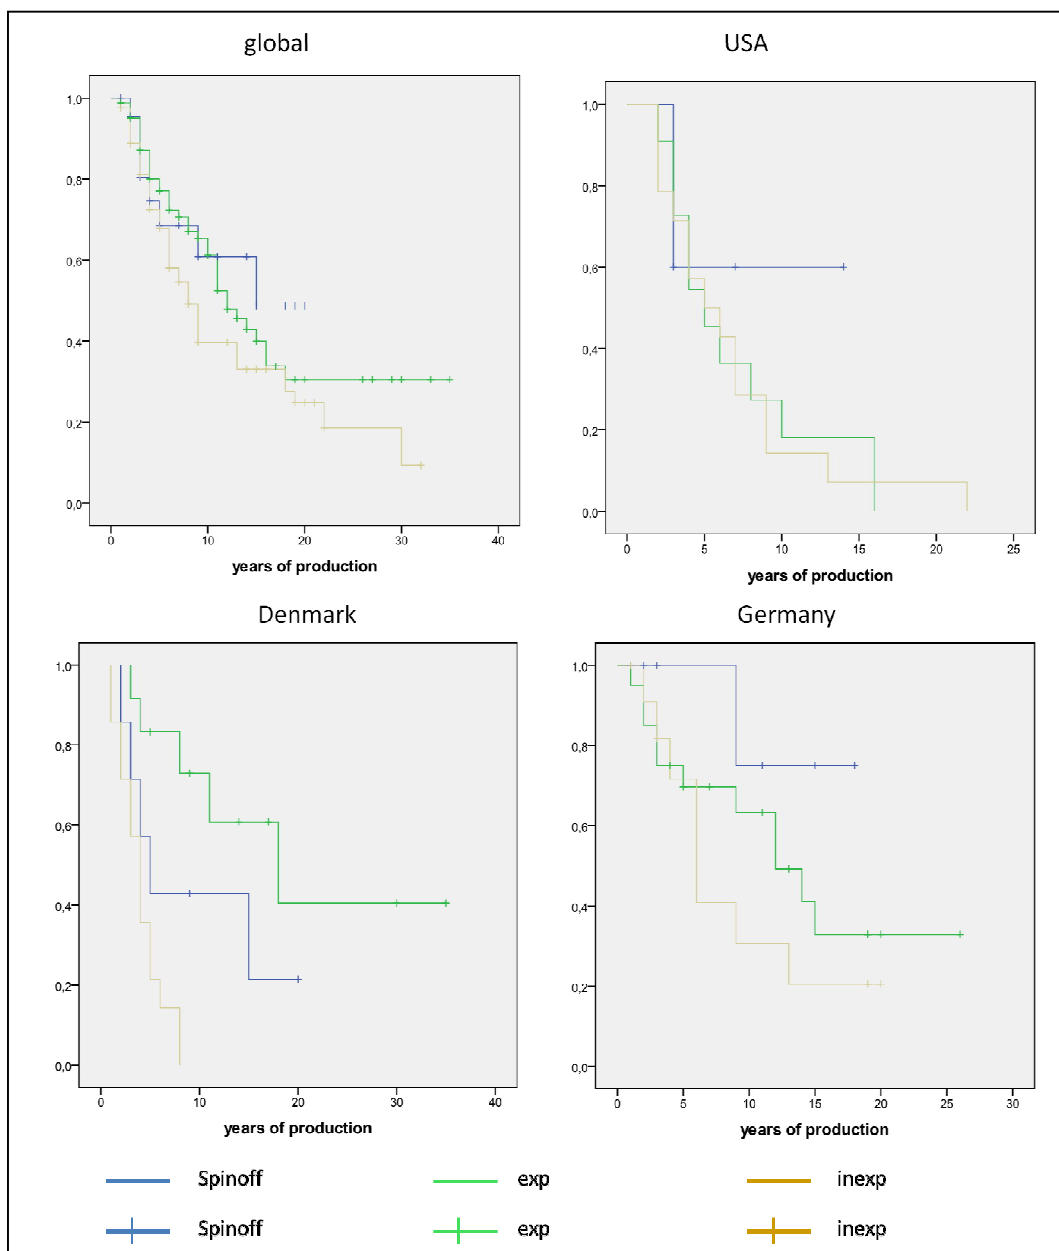 global
USA
1,0
0,8
0,6
0,4
0,2
0,0
0 10 20 30 40
years of production
1,0
0,8
0,6
0,4
0,2
0,0
0 5 10 15 20 25
years of production
Denmark
Germany
1,0
0,8
0,6
0,4
0,2
0,0
0 10 20 30 40
years of production
1,0
0,8
0,6
0,4
0,2
0,0
0 5 10 15 20 25 30
years of production
Spinoff exp inexp
Spinoff exp inexp